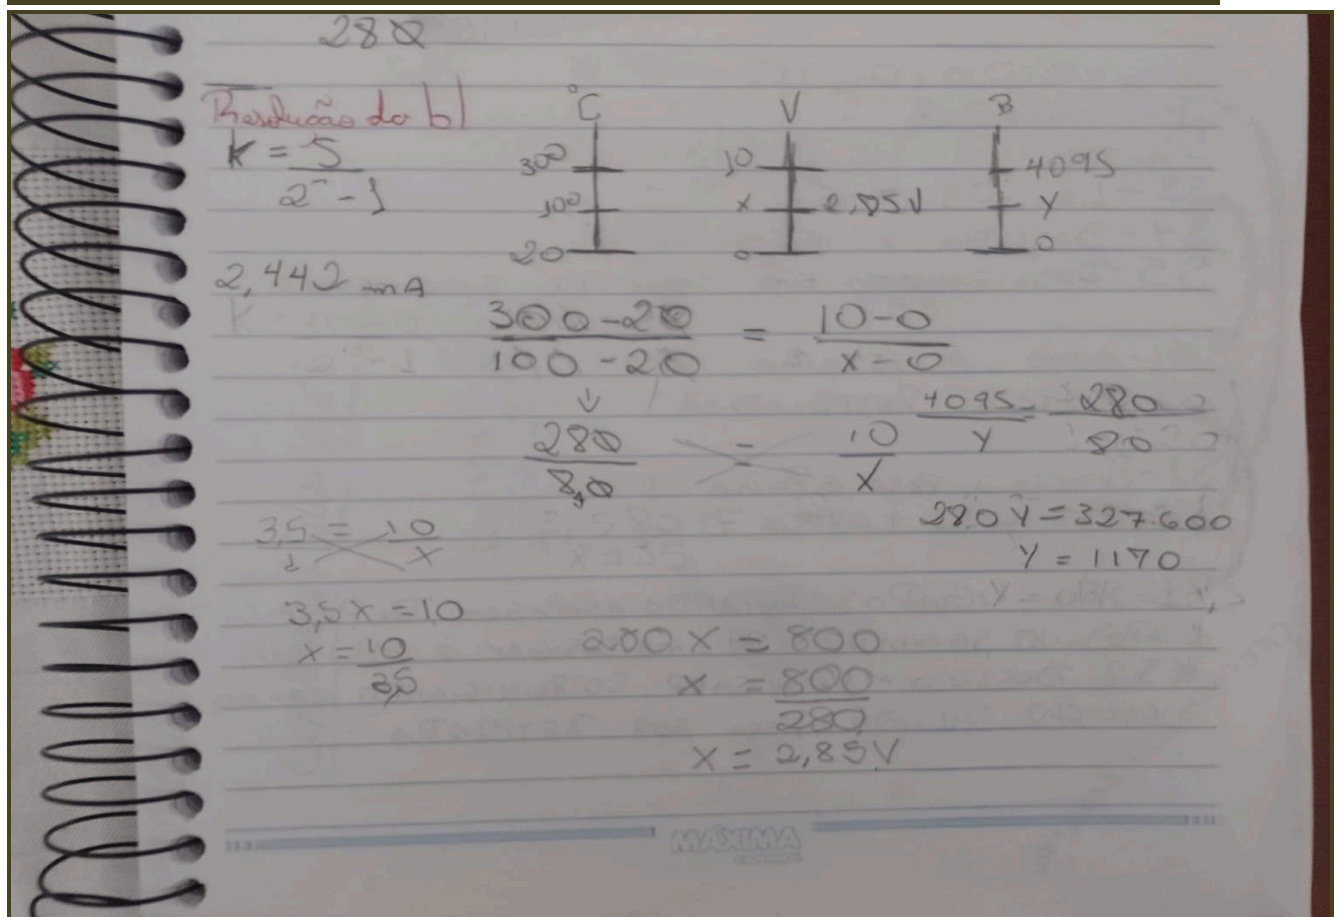 280
Resolução do b)
°C V B
k = 5
2 - 1
300 10 4095
100 x 2,85V Y
20 0 0
2,442 mA
300-20 = 10-0
100-20 x-0
↓
280 = 10
80 x
4095 = 280
Y 80
280Y = 327.600
Y = 1170
3,5 = 10
1 x
3,5x = 10
x = 10
3,5
280x = 800
x = 800
280
x = 2,85V
MÁXIMA